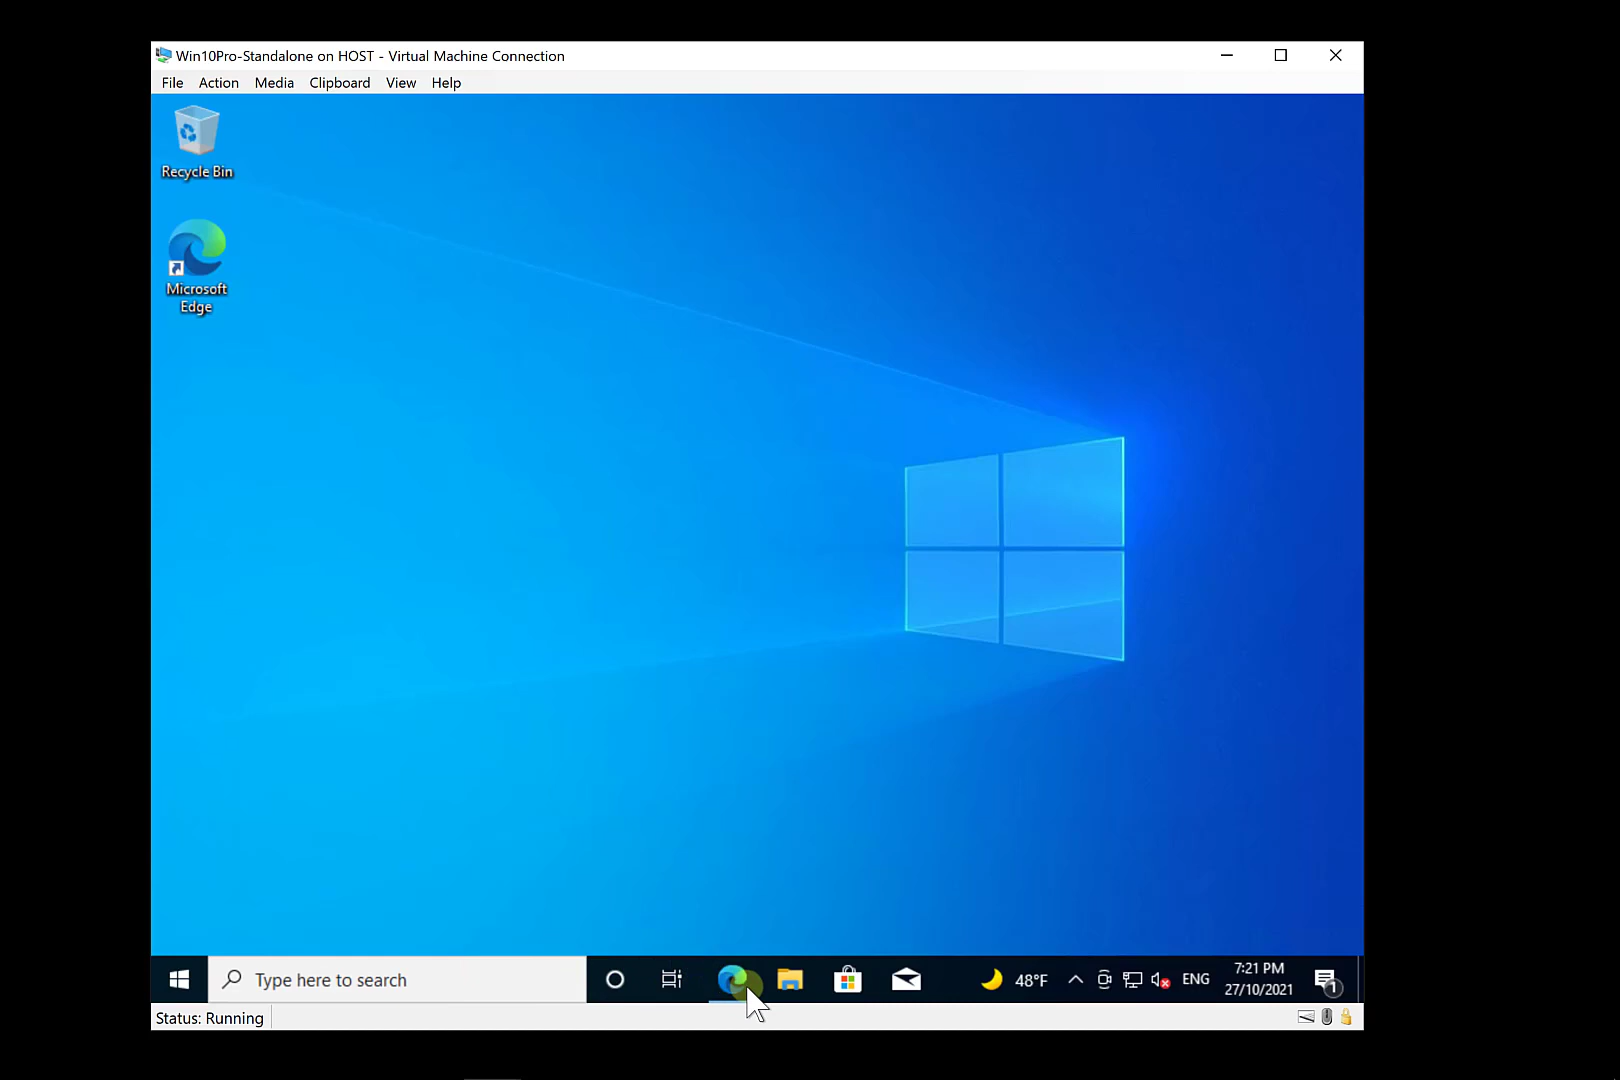 Win10Pro-Standalone on HOST - Virtual Machine Connection
File Action Media Clipboard View Help
Recycle Bin
Microsoft
Edge
Type here to search
48°F
ENG
7:21 PM
27/10/2021
1
Status: Running